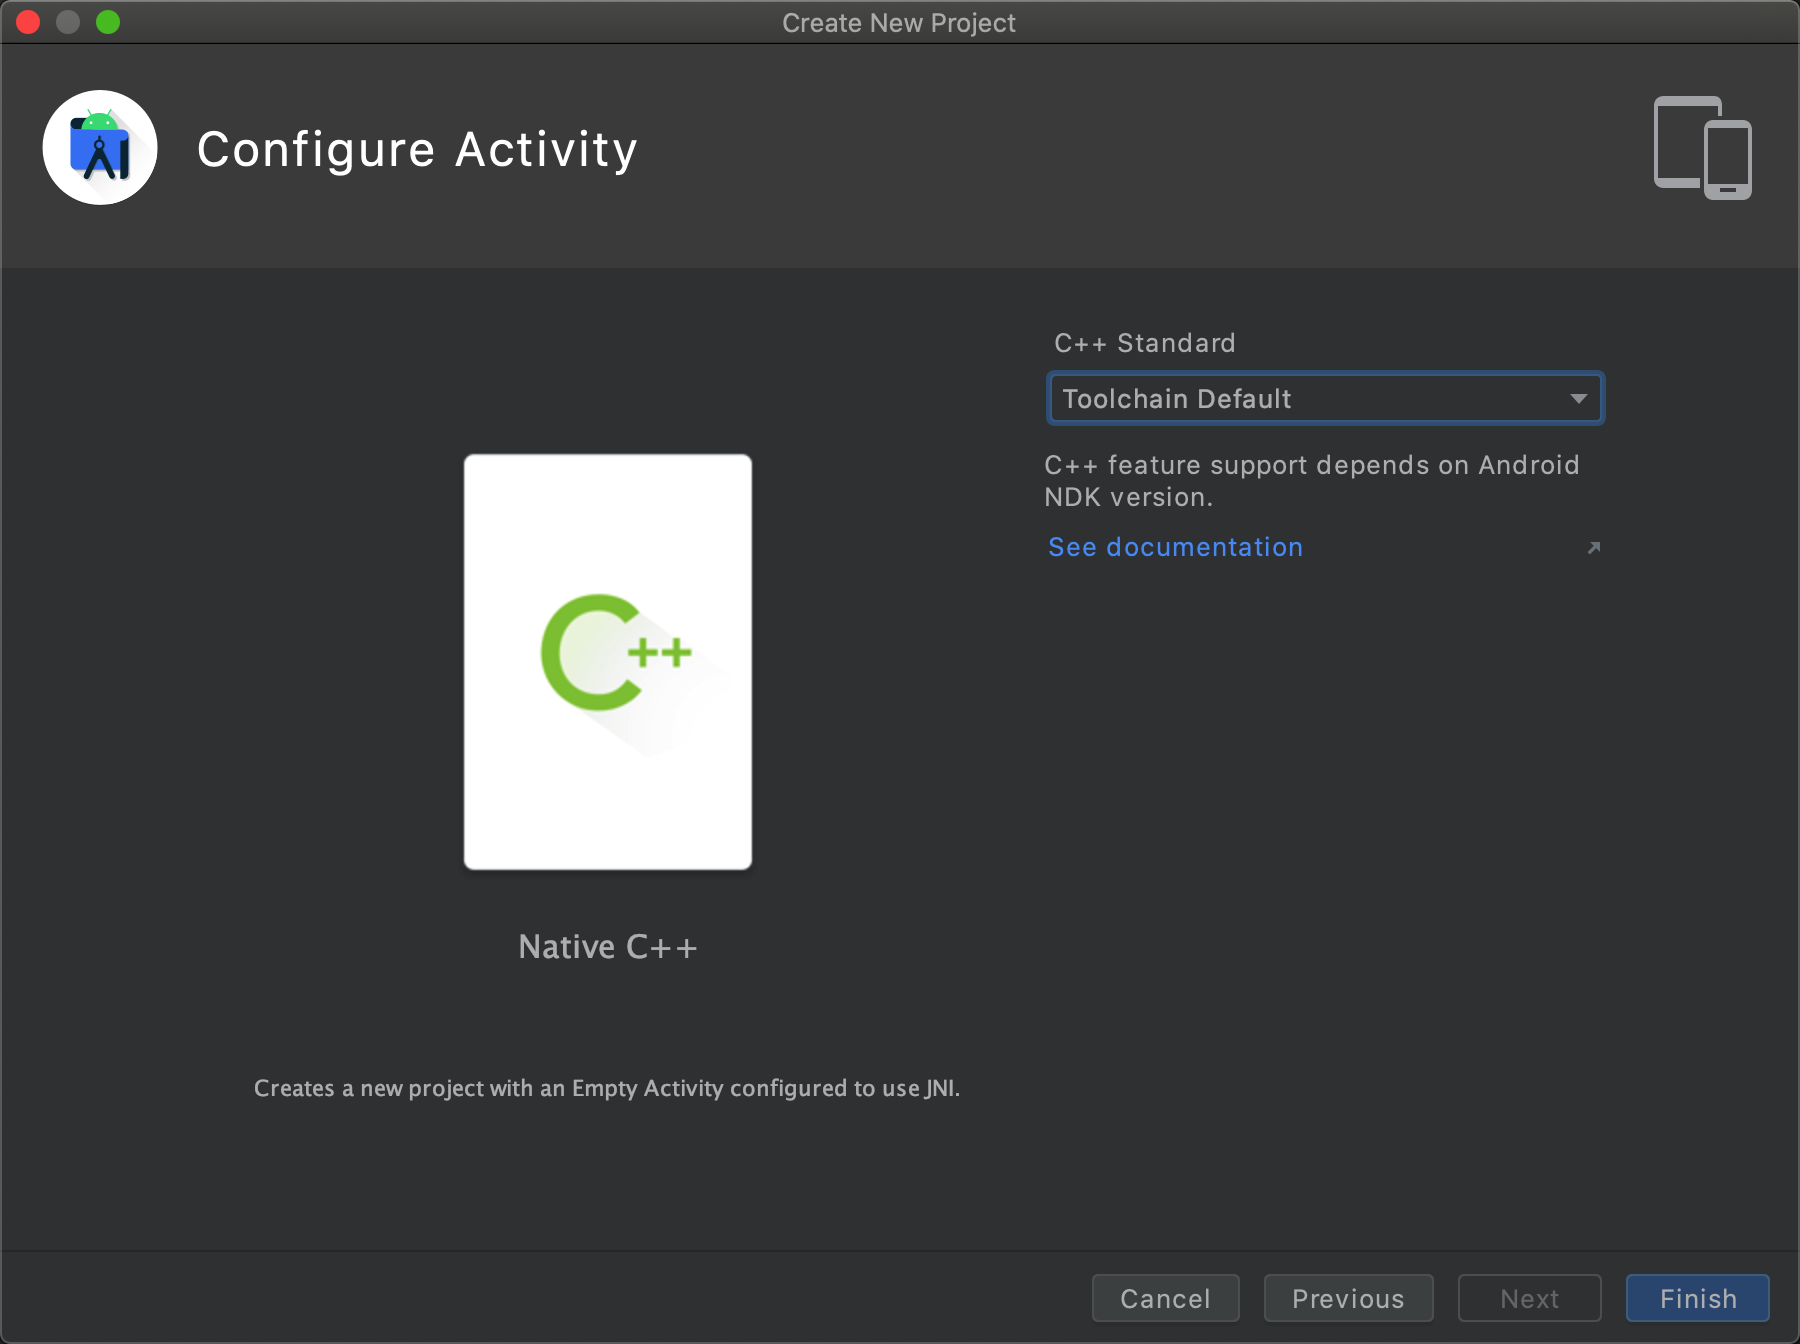 Create New Project
Configure Activity
C++ Standard
Toolchain Default
C++ feature support depends on Android
NDK version.
See documentation
C++
Native C++
Creates a new project with an Empty Activity configured to use JNI.
Cancel
Previous
Next
Finish